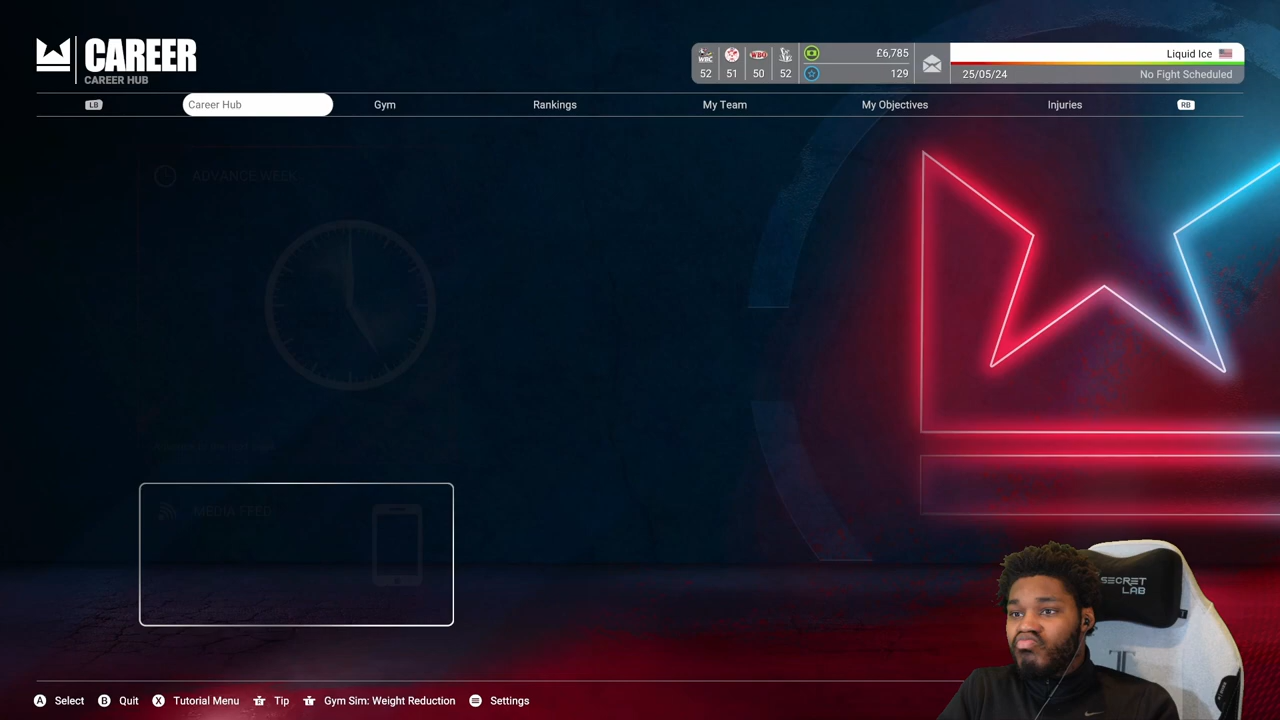 CAREER
CAREER HUB
WBC
WBO
52
51
50
52
£6,785
129
Liquid Ice
25/05/24
No Fight Scheduled
LB
Career Hub
Gym
Rankings
My Team
My Objectives
Injuries
RB
ADVANCE WEEK
MEDIA FEED
SECRET
LAB
A Select
B Quit
X Tutorial Menu
Tip
Gym Sim: Weight Reduction
Settings